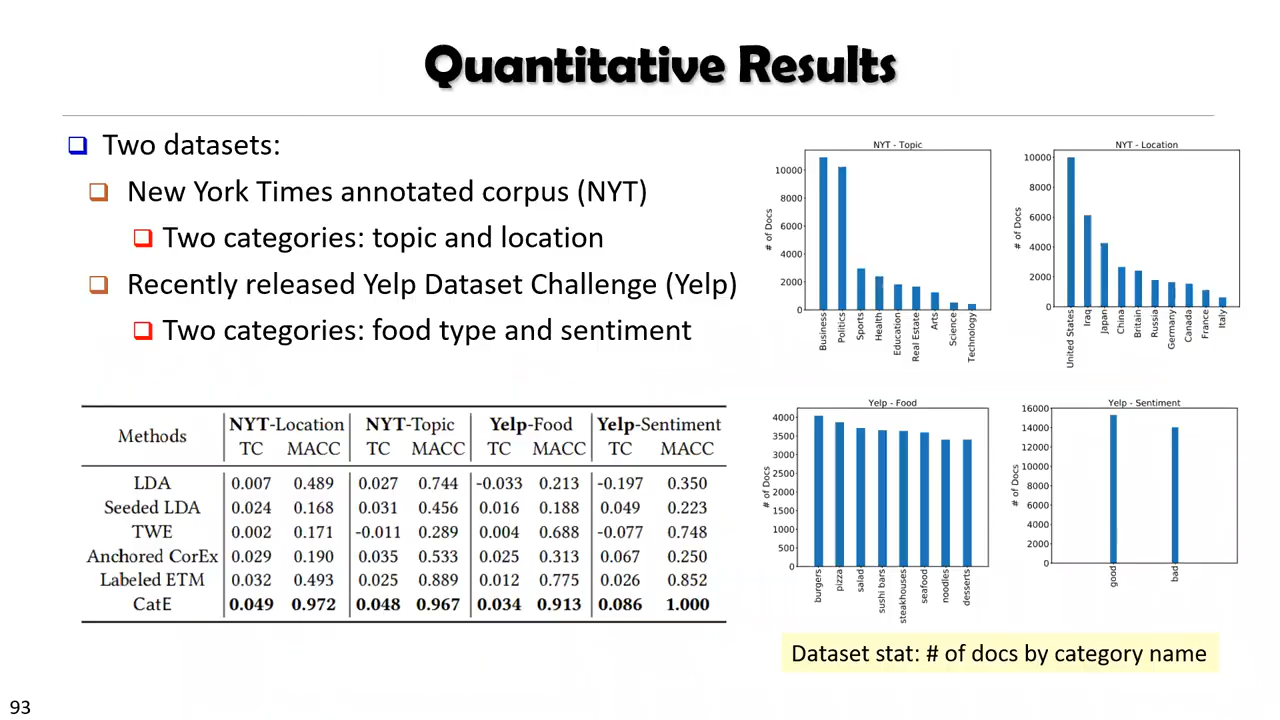 Quantitative Results
Two datasets:
New York Times annotated corpus (NYT)
Two categories: topic and location
Recently released Yelp Dataset Challenge (Yelp)
Two categories: food type and sentiment
Methods NYT-Location NYT-Topic Yelp-Food Yelp-Sentiment
TC MACC TC MACC TC MACC TC MACC
LDA 0.007 0.489 0.027 0.744 -0.033 0.213 -0.197 0.350
Seeded LDA 0.024 0.168 0.031 0.456 0.016 0.188 0.049 0.223
TWE 0.002 0.171 -0.011 0.289 0.004 0.688 -0.077 0.748
Anchored CorEx 0.029 0.190 0.035 0.533 0.025 0.313 0.067 0.250
Labeled ETM 0.032 0.493 0.025 0.889 0.012 0.775 0.026 0.852
CatE 0.049 0.972 0.048 0.967 0.034 0.913 0.086 1.000
NYT - Topic
# of Docs
10000
8000
6000
4000
2000
0
Business Politics Sports Health Education Real Estate Arts Science Technology
NYT - Location
# of Docs
10000
8000
6000
4000
2000
0
United States Iraq Japan China Britain Russia Germany Canada France Italy
Yelp - Food
# of Docs
4000
3500
3000
2500
2000
1500
1000
500
0
burgers pizza salad sushi bars steakhouses seafood noodles desserts
Yelp - Sentiment
# of Docs
16000
14000
12000
10000
8000
6000
4000
2000
0
good bad
Dataset stat: # of docs by category name
93